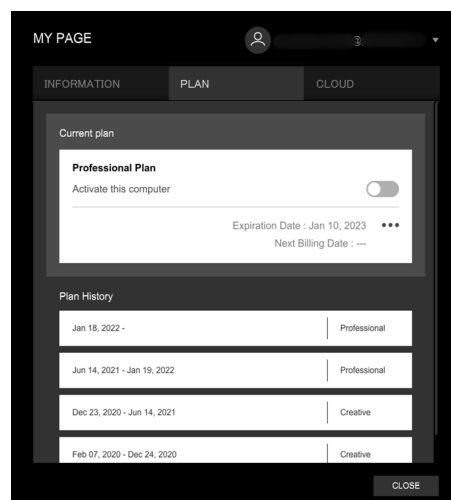 MY PAGE
INFORMATION PLAN CLOUD
Current plan
Professional Plan
Activate this computer
Expiration Date : Jan 10, 2023 •••
Next Billing Date : ---
Plan History
Jan 18, 2022 - Professional
Jun 14, 2021 - Jan 19, 2022 Professional
Dec 23, 2020 - Jun 14, 2021 Creative
Feb 07, 2020 - Dec 24, 2020 Creative
CLOSE